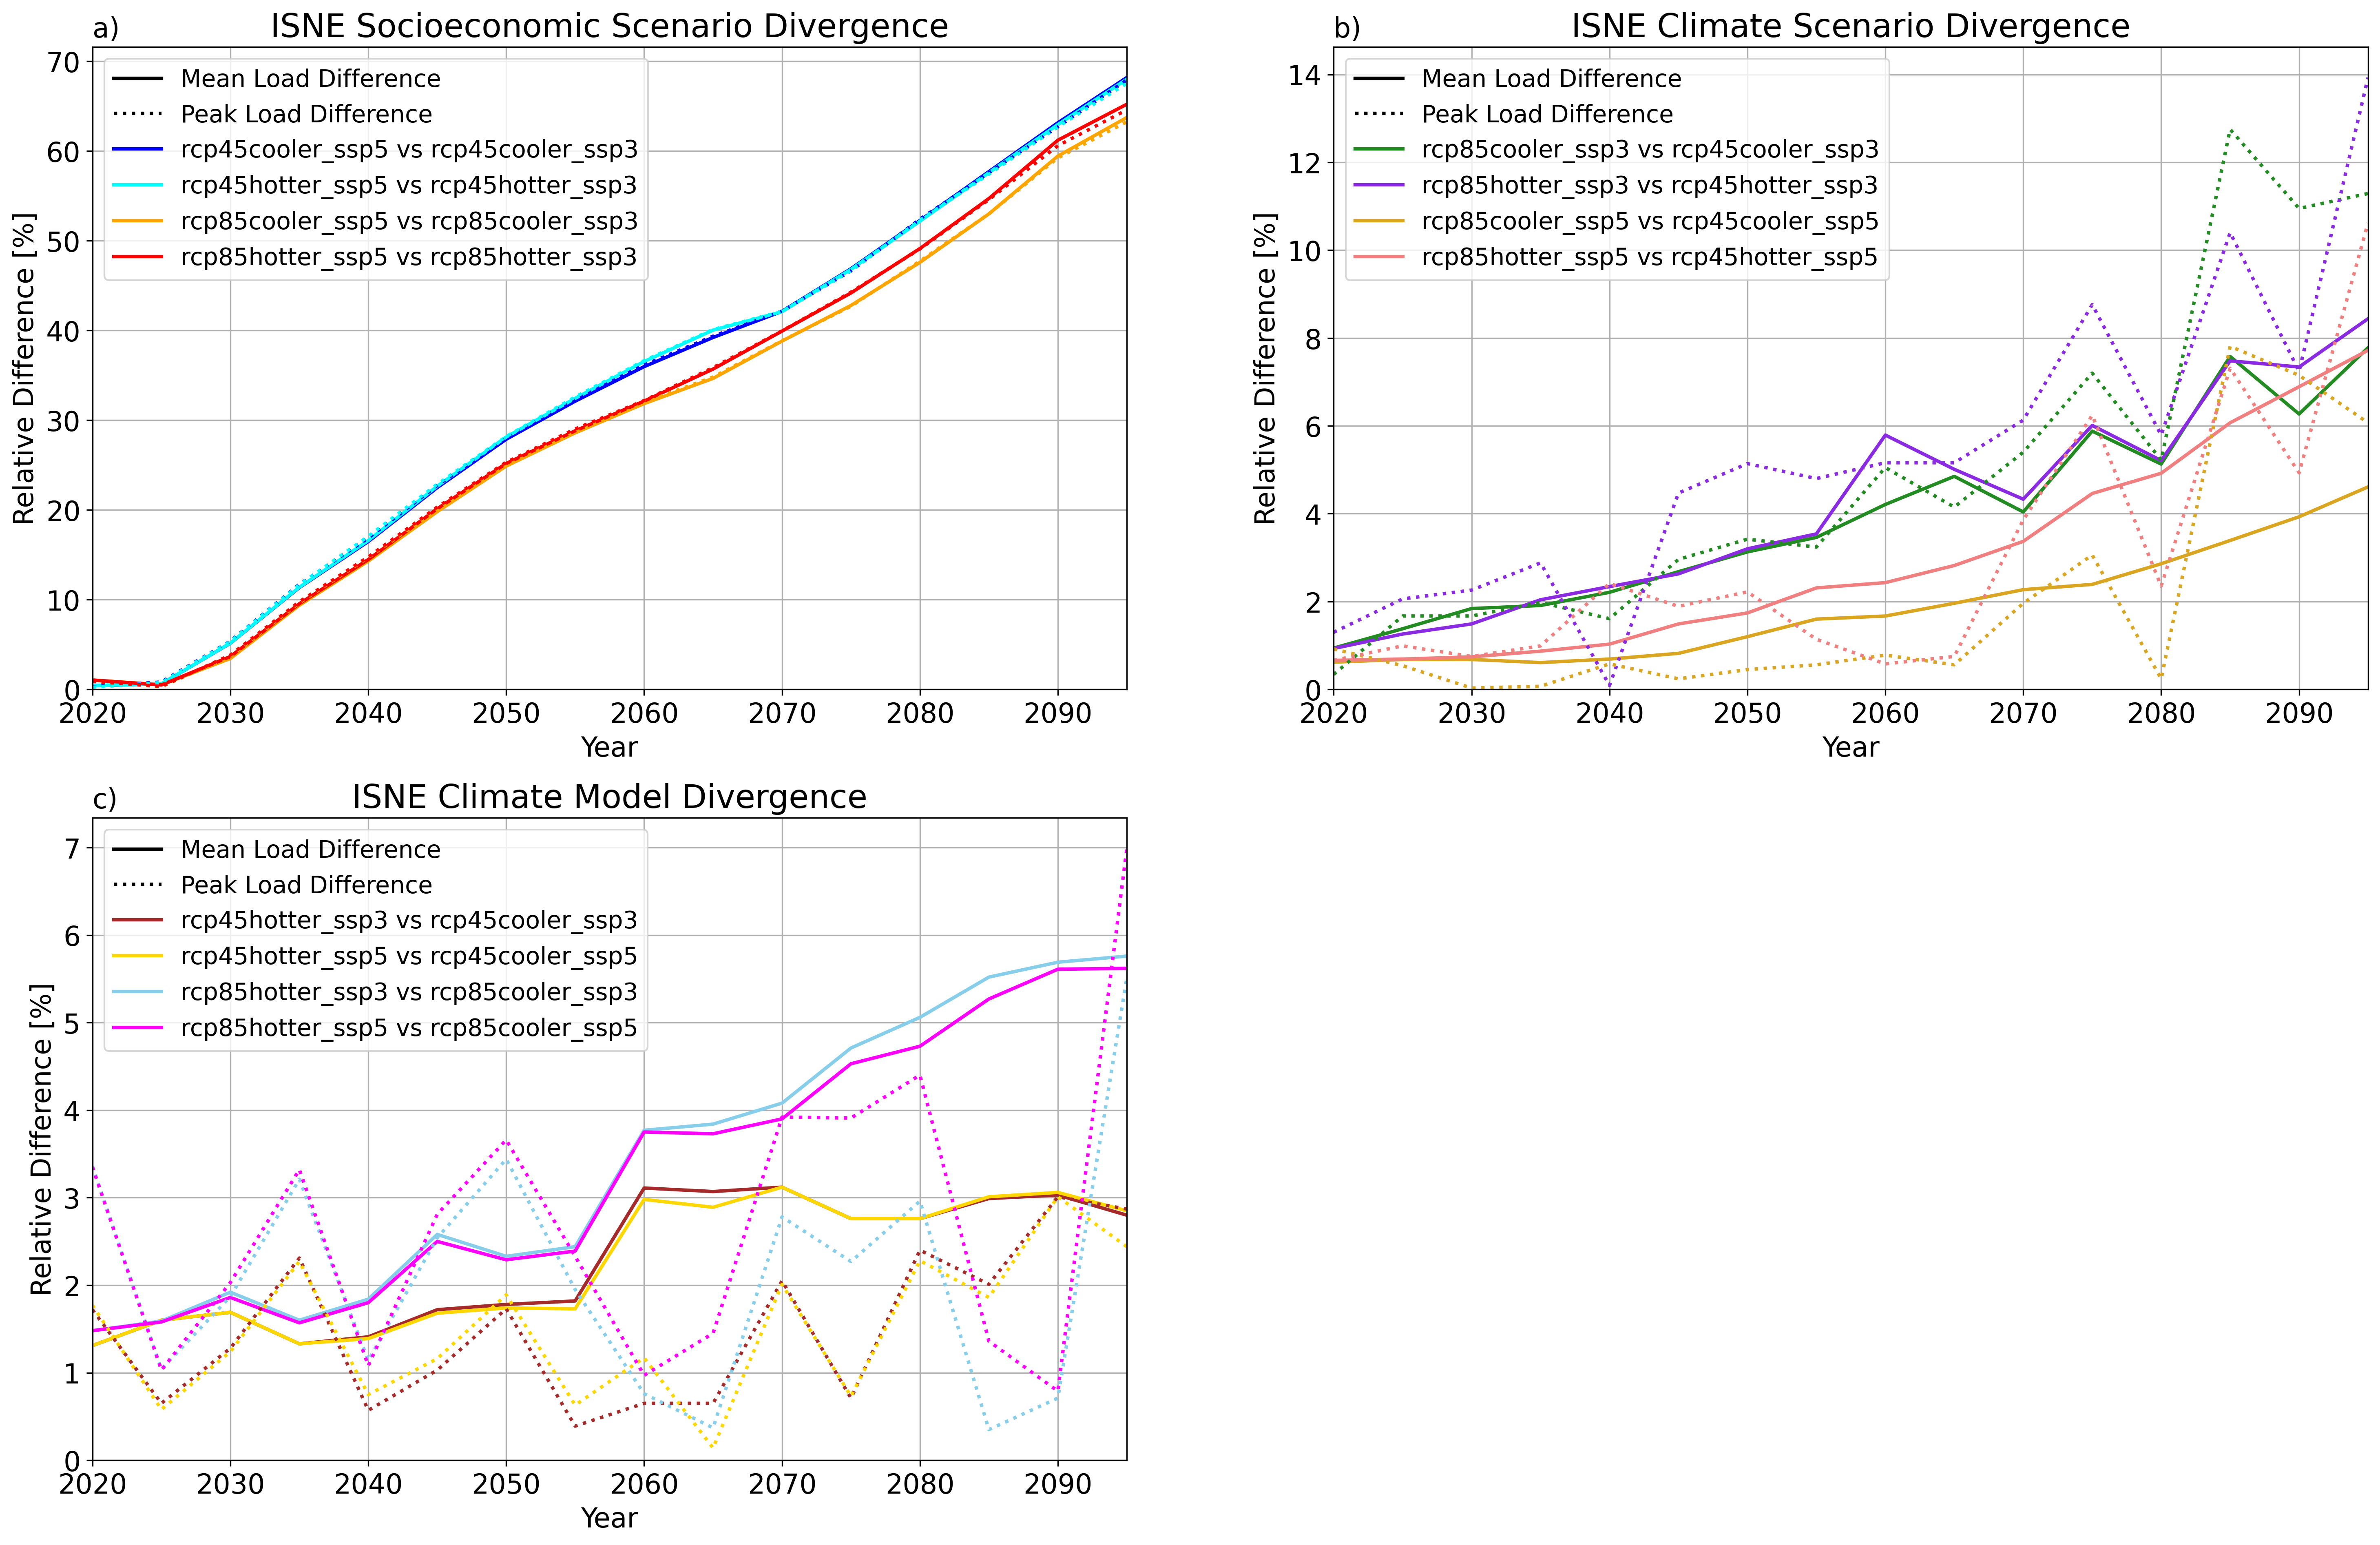 a)
ISNE Socioeconomic Scenario Divergence
Relative Difference [%]
70
60
50
40
30
20
10
0
Mean Load Difference
Peak Load Difference
rcp45cooler_ssp5 vs rcp45cooler_ssp3
rcp45hotter_ssp5 vs rcp45hotter_ssp3
rcp85cooler_ssp5 vs rcp85cooler_ssp3
rcp85hotter_ssp5 vs rcp85hotter_ssp3
2020 2030 2040 2050 2060 2070 2080 2090
Year
b)
ISNE Climate Scenario Divergence
Relative Difference [%]
14
12
10
8
6
4
2
0
Mean Load Difference
Peak Load Difference
rcp85cooler_ssp3 vs rcp45cooler_ssp3
rcp85hotter_ssp3 vs rcp45hotter_ssp3
rcp85cooler_ssp5 vs rcp45cooler_ssp5
rcp85hotter_ssp5 vs rcp45hotter_ssp5
2020 2030 2040 2050 2060 2070 2080 2090
Year
c)
ISNE Climate Model Divergence
Relative Difference [%]
7
6
5
4
3
2
1
0
Mean Load Difference
Peak Load Difference
rcp45hotter_ssp3 vs rcp45cooler_ssp3
rcp45hotter_ssp5 vs rcp45cooler_ssp5
rcp85hotter_ssp3 vs rcp85cooler_ssp3
rcp85hotter_ssp5 vs rcp85cooler_ssp5
2020 2030 2040 2050 2060 2070 2080 2090
Year